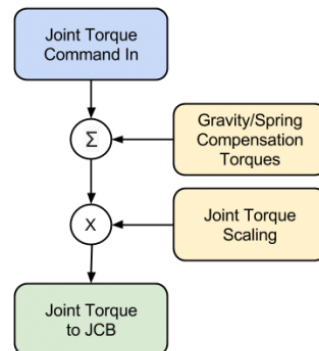 Joint Torque
Command In
Σ
Gravity/Spring
Compensation
Torques
X
Joint Torque
Scaling
Joint Torque
to JCB